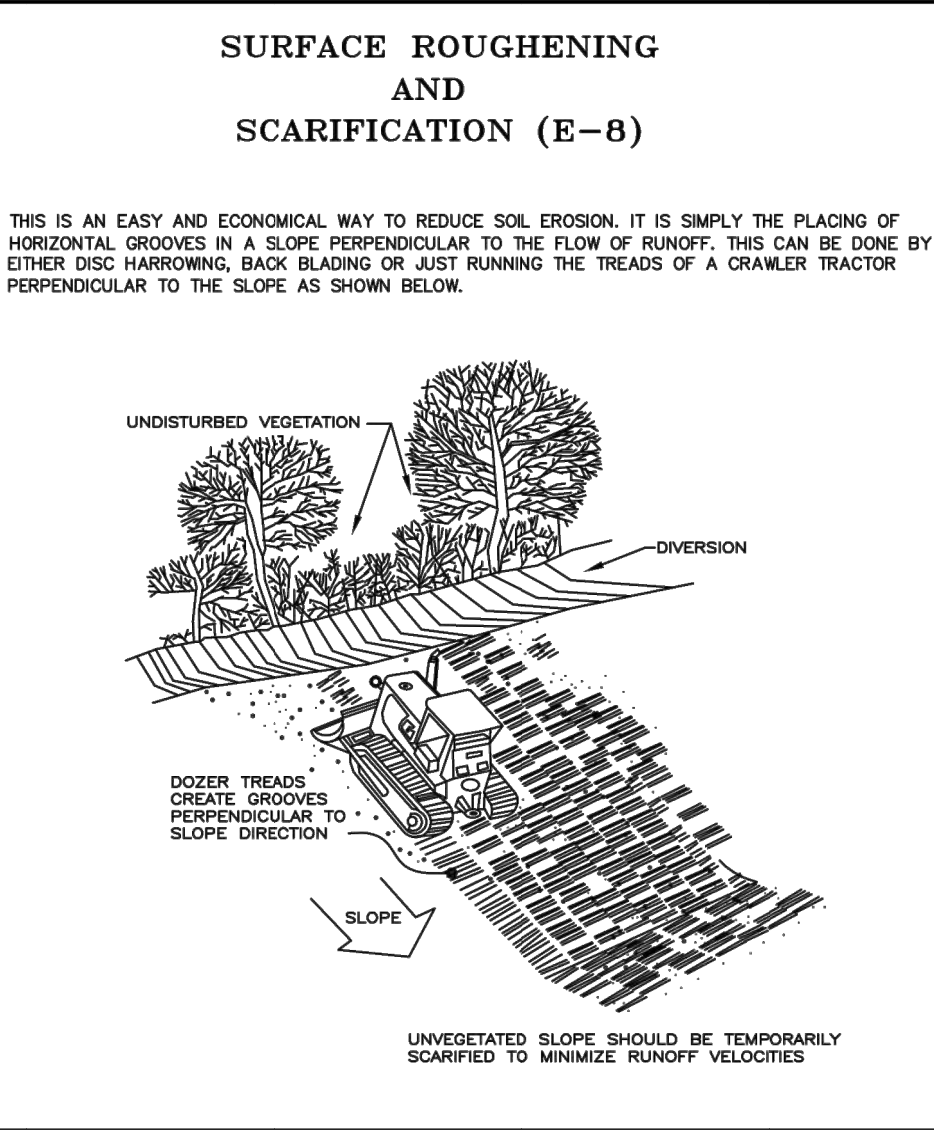 SURFACE ROUGHENING
AND
SCARIFICATION (E-8)
THIS IS AN EASY AND ECONOMICAL WAY TO REDUCE SOIL EROSION. IT IS SIMPLY THE PLACING OF
HORIZONTAL GROOVES IN A SLOPE PERPENDICULAR TO THE FLOW OF RUNOFF. THIS CAN BE DONE BY
EITHER DISC HARROWING, BACK BLADING OR JUST RUNNING THE TREADS OF A CRAWLER TRACTOR
PERPENDICULAR TO THE SLOPE AS SHOWN BELOW.
UNDISTURBED VEGETATION
DIVERSION
DOZER TREADS
CREATE GROOVES
PERPENDICULAR TO
SLOPE DIRECTION
SLOPE
UNVEGETATED SLOPE SHOULD BE TEMPORARILY
SCARIFIED TO MINIMIZE RUNOFF VELOCITIES